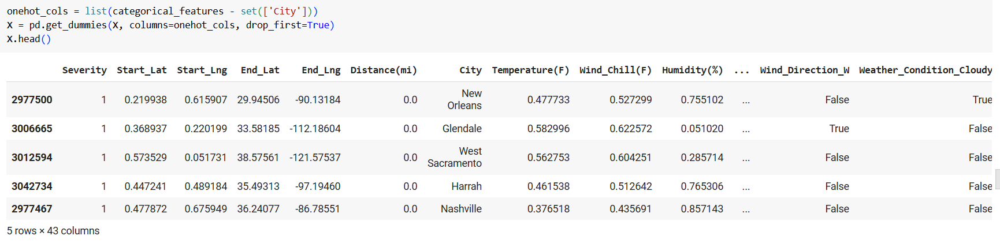 onehot_cols = list(categorical_features - set(['City']))
X = pd.get_dummies(X, columns=onehot_cols, drop_first=True)
X.head()
Severity Start_Lat Start_Lng End_Lat End_Lng Distance(mi) City Temperature(F) Wind_Chill(F) Humidity(%) ... Wind_Direction_W Weather_Condition_Cloudy
2977500 1 0.219938 0.615907 29.94506 -90.13184 0.0 New Orleans 0.477733 0.527299 0.755102 ... False True
3006665 1 0.368937 0.220199 33.58185 -112.18604 0.0 Glendale 0.582996 0.622572 0.051020 ... True False
3012594 1 0.573529 0.051731 38.57561 -121.57537 0.0 West Sacramento 0.562753 0.604251 0.285714 ... False False
3042734 1 0.447241 0.489184 35.49313 -97.19460 0.0 Harrah 0.461538 0.512642 0.765306 ... False False
2977467 1 0.477872 0.675949 36.24077 -86.78551 0.0 Nashville 0.376518 0.435691 0.857143 ... False False
5 rows × 43 columns